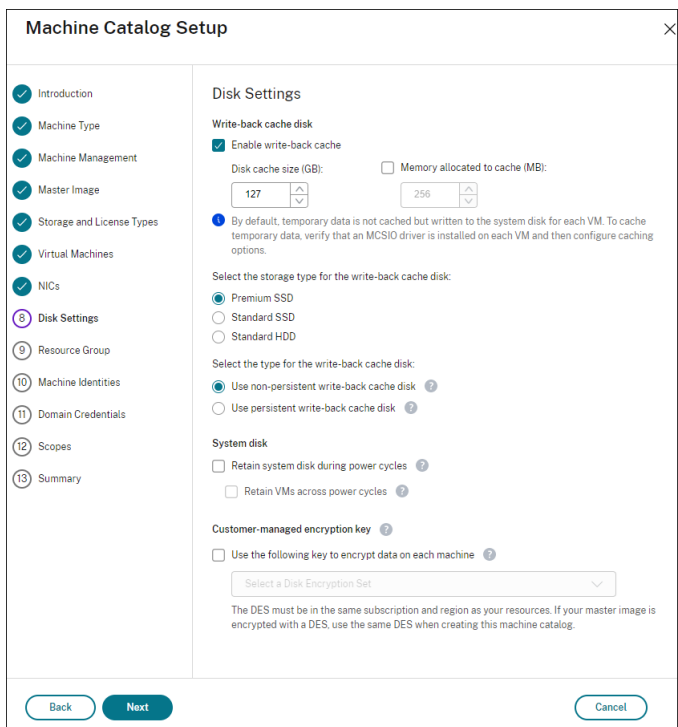 Machine Catalog Setup
Introduction
Machine Type
Machine Management
Master Image
Storage and License Types
Virtual Machines
NICs
8 Disk Settings
9 Resource Group
10 Machine Identities
11 Domain Credentials
12 Scopes
13 Summary
Disk Settings
Write-back cache disk
Enable write-back cache
Disk cache size (GB): Memory allocated to cache (MB):
127 256
By default, temporary data is not cached but written to the system disk for each VM. To cache
temporary data, verify that an MCSIO driver is installed on each VM and then configure caching
options.
Select the storage type for the write-back cache disk:
Premium SSD
Standard SSD
Standard HDD
Select the type for the write-back cache disk:
Use non-persistent write-back cache disk ?
Use persistent write-back cache disk ?
System disk
Retain system disk during power cycles ?
Retain VMs across power cycles ?
Customer-managed encryption key ?
Use the following key to encrypt data on each machine ?
Select a Disk Encryption Set
The DES must be in the same subscription and region as your resources. If your master image is
encrypted with a DES, use the same DES when creating this machine catalog.
Back Next Cancel